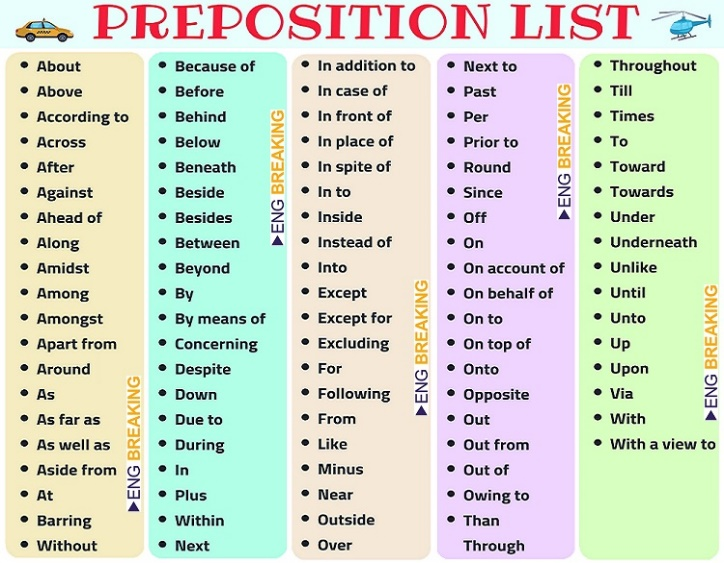 PREPOSITION LIST
About
Above
According to
Across
After
Against
Ahead of
Along
Amidst
Among
Amongst
Apart from
Around
As
As far as
As well as
Aside from
At
Barring
Without
ENG BREAKING
Because of
Before
Behind
Below
Beneath
Beside
Besides
Between
Beyond
By
By means of
Concerning
Despite
Down
Due to
During
In
Plus
Within
Next
ENG BREAKING
In addition to
In case of
In front of
In place of
In spite of
In to
Inside
Instead of
Into
Except
Except for
Excluding
For
Following
From
Like
Minus
Near
Outside
Over
ENG BREAKING
Next to
Past
Per
Prior to
Round
Since
Off
On
On account of
On behalf of
On to
On top of
Onto
Opposite
Out
Out from
Out of
Owing to
Than
Through
ENG BREAKING
Throughout
Till
Times
To
Toward
Towards
Under
Underneath
Unlike
Until
Unto
Up
Upon
Via
With
With a view to
ENG BREAKING